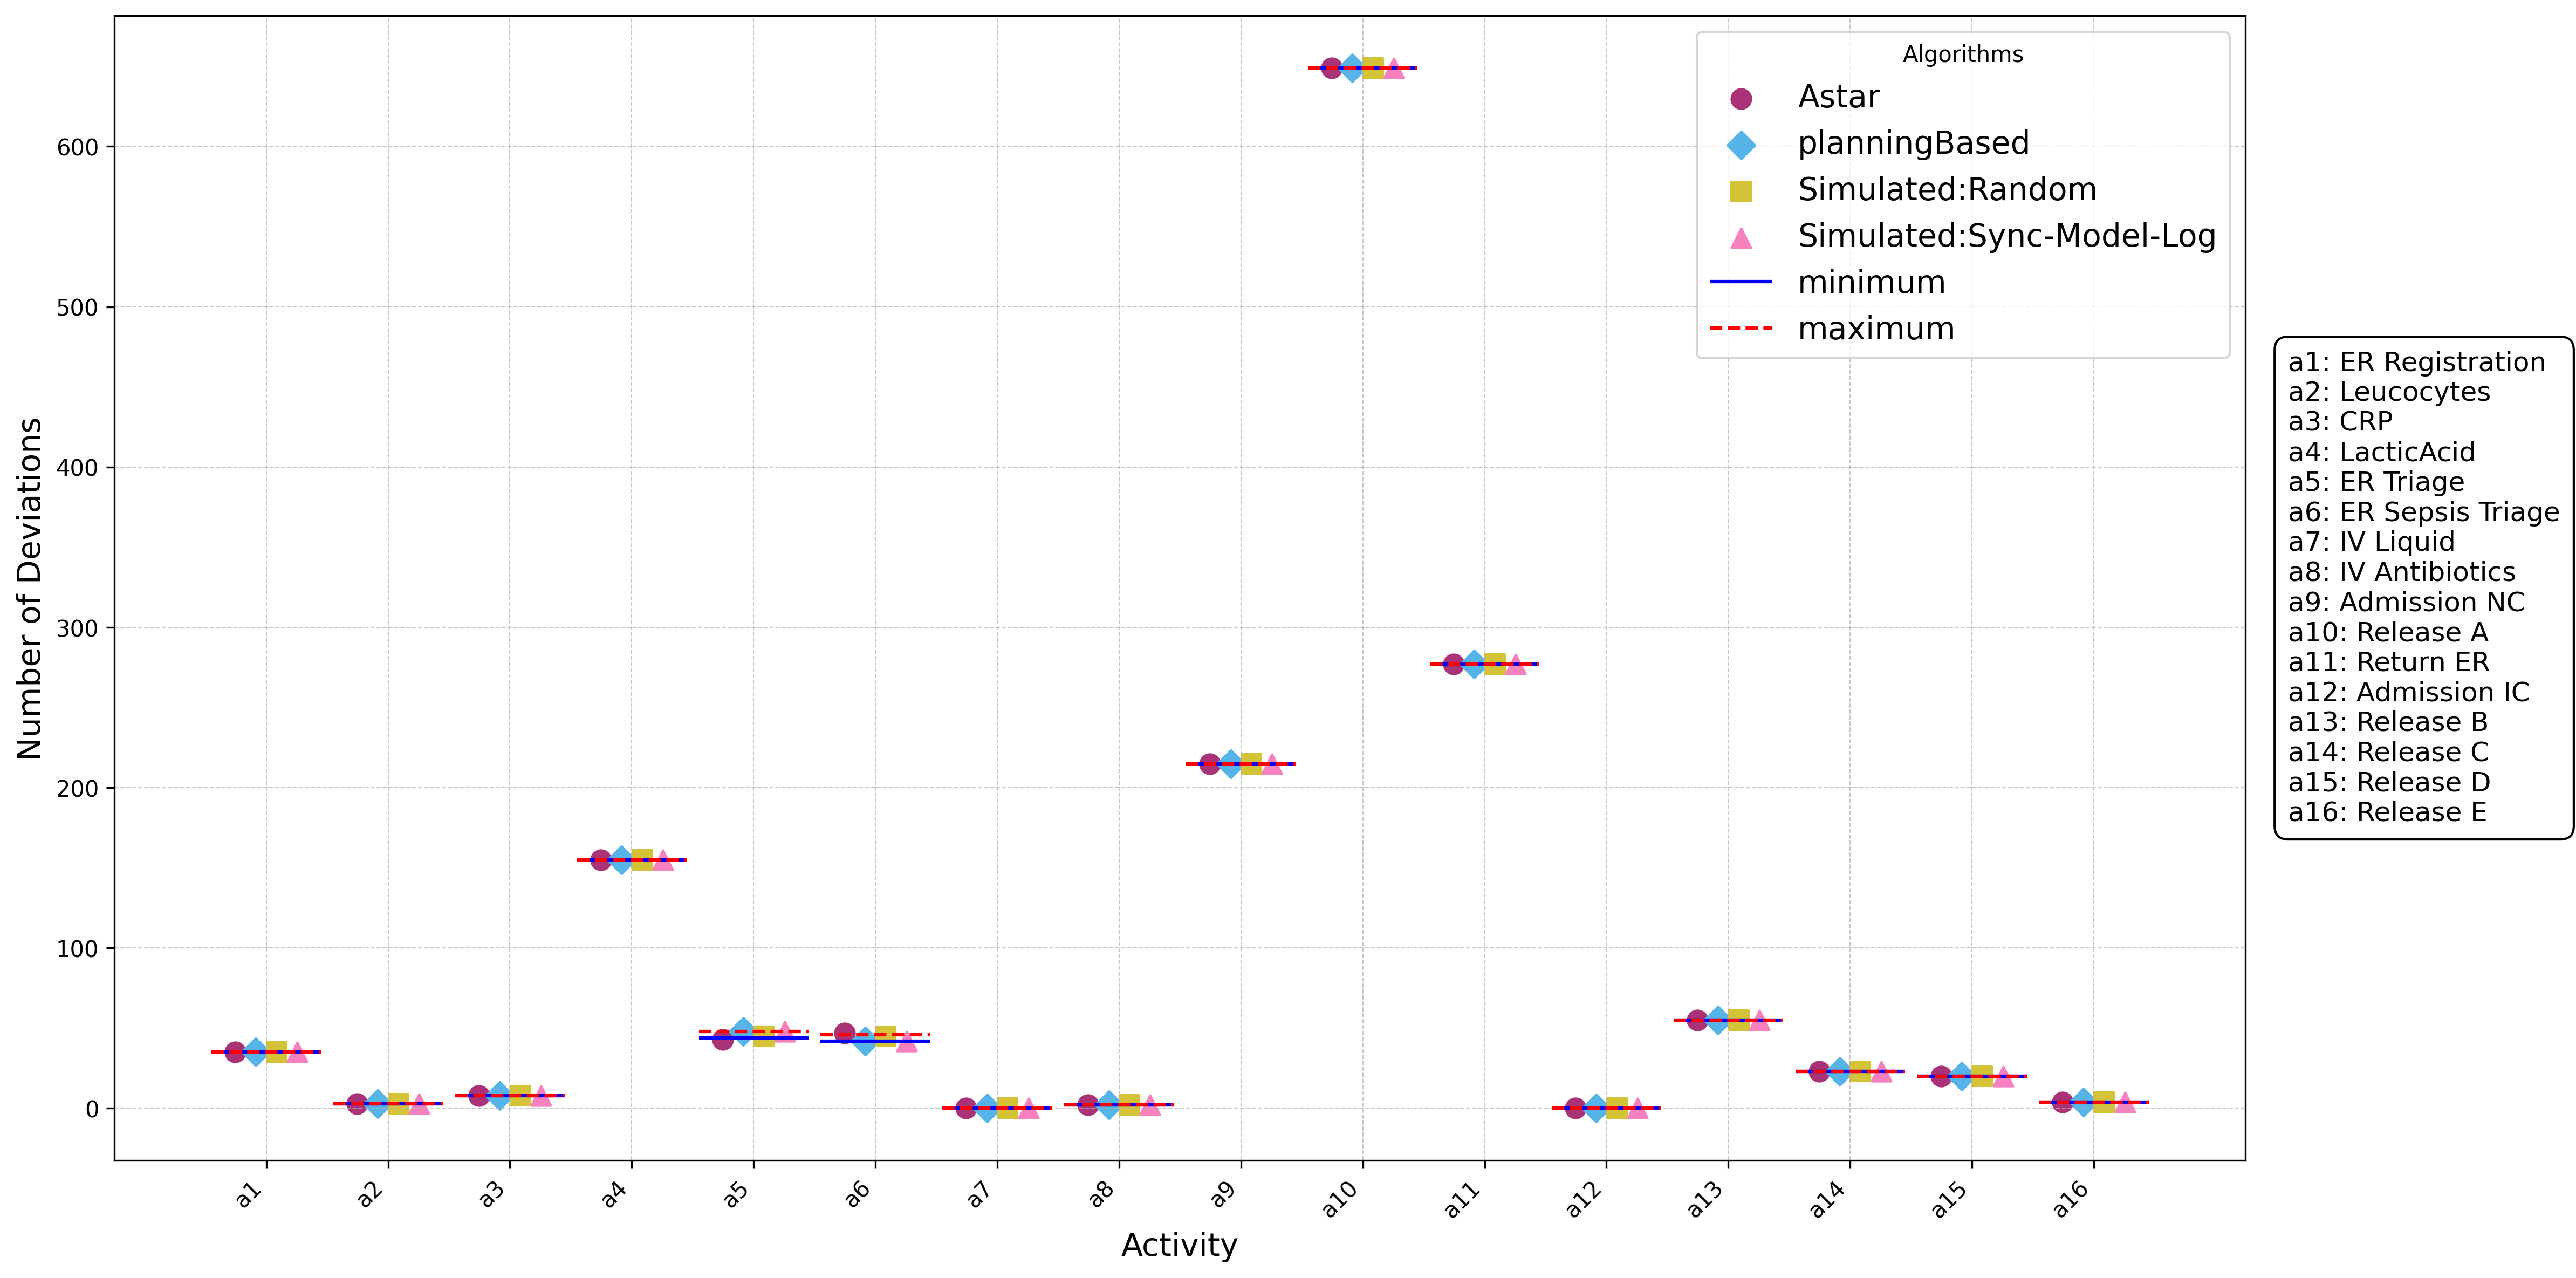 Algorithms
Astar
planningBased
Simulated:Random
Simulated:Sync-Model-Log
minimum
maximum
Number of Deviations
600
500
400
300
200
100
0
a1
a2
a3
a4
a5
a6
a7
a8
a9
a10
a11
a12
a13
a14
a15
a16
Activity
a1: ER Registration
a2: Leucocytes
a3: CRP
a4: LacticAcid
a5: ER Triage
a6: ER Sepsis Triage
a7: IV Liquid
a8: IV Antibiotics
a9: Admission NC
a10: Release A
a11: Return ER
a12: Admission IC
a13: Release B
a14: Release C
a15: Release D
a16: Release E